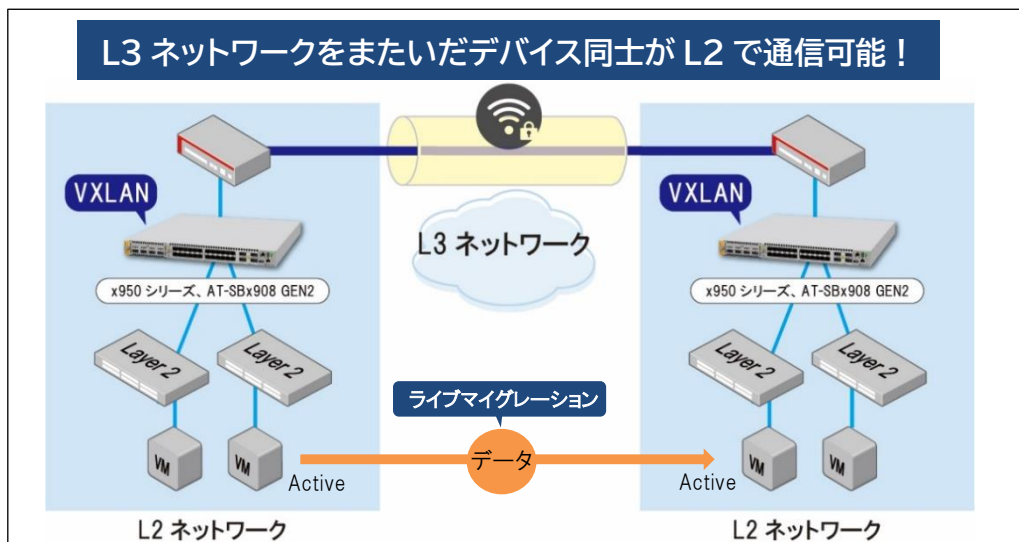 L3 ネットワークをまたいだデバイス同士が L2 で通信可能！
VXLAN
VXLAN
L3 ネットワーク
x950 シリーズ、AT-SBx908 GEN2
x950 シリーズ、AT-SBx908 GEN2
Layer 2
Layer 2
Layer 2
Layer 2
ライブマイグレーション
データ
VM
VM
VM
VM
Active
Active
L2 ネットワーク
L2 ネットワーク